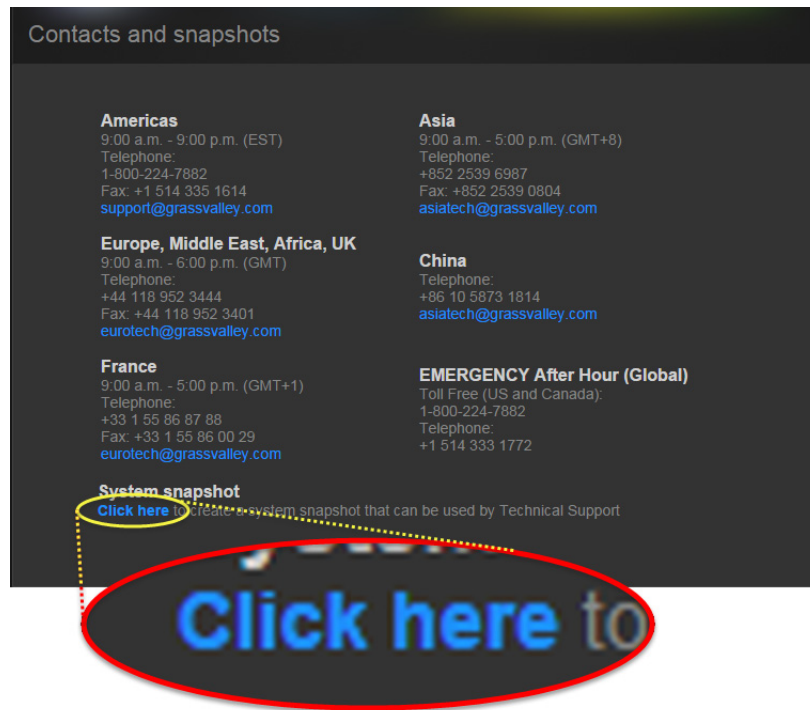 Contacts and snapshots
Americas
9:00 a.m. - 9:00 p.m. (EST)
Telephone:
1-800-224-7882
Fax: +1 514 335 1614
support@grassvalley.com
Europe, Middle East, Africa, UK
9:00 a.m. - 6:00 p.m. (GMT)
Telephone:
+44 118 952 3444
Fax: +44 118 952 3401
eurotech@grassvalley.com
France
9:00 a.m. - 5:00 p.m. (GMT+1)
Telephone:
+33 1 55 86 87 88
Fax: +33 1 55 86 00 29
eurotech@grassvalley.com
Asia
9:00 a.m. - 5:00 p.m. (GMT+8)
Telephone:
+852 2539 6987
Fax: +852 2539 0804
asiatech@grassvalley.com
China
Telephone:
+86 10 5873 1814
asiatech@grassvalley.com
EMERGENCY After Hour (Global)
Toll Free (US and Canada):
1-800-224-7882
Telephone:
+1 514 333 1772
System snapshot
Click here to create a system snapshot that can be used by Technical Support
Click here to